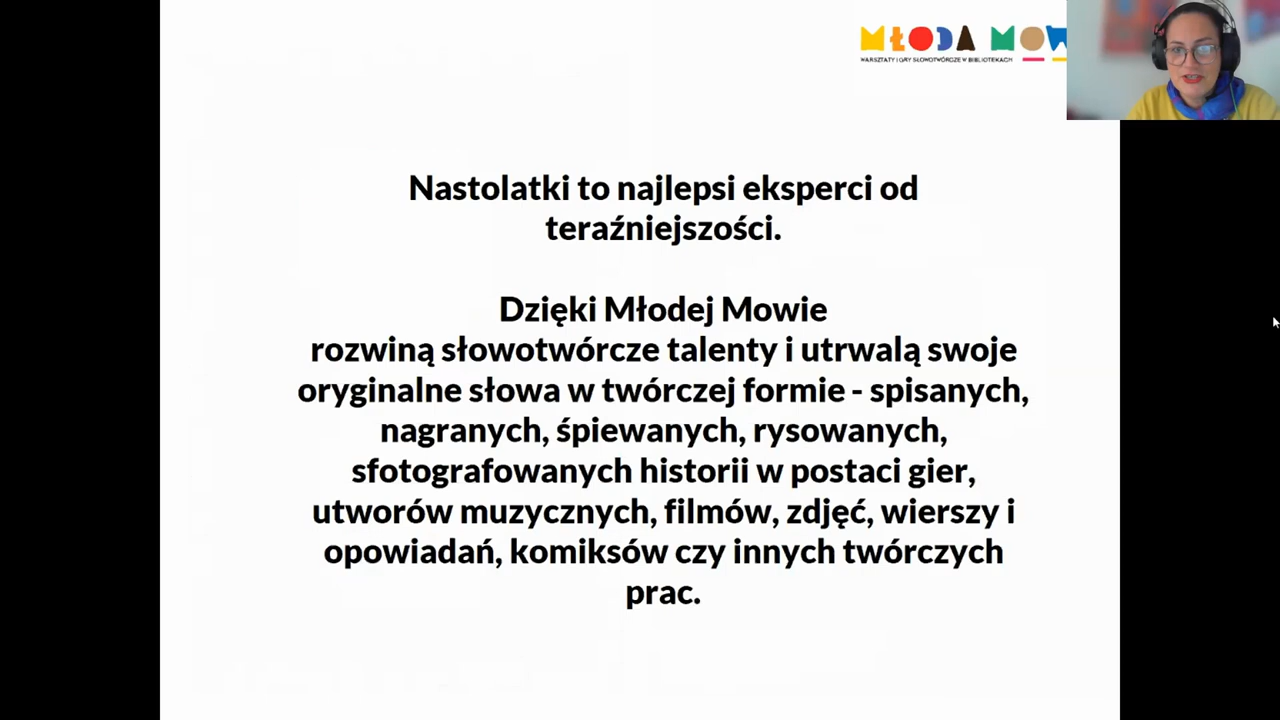 MŁODA MOW
WARSZTATY I GRY SŁOWOTWÓRCZE W BIBLIOTEKACH
Nastolatki to najlepsi eksperci od
teraźniejszości.
Dzięki Młodej Mowie
rozwiną słowotwórcze talenty i utrwalą swoje
oryginalne słowa w twórczej formie - spisanych,
nagranych, śpiewanych, rysowanych,
sfotografowanych historii w postaci gier,
utworów muzycznych, filmów, zdjęć, wierszy i
opowiadań, komiksów czy innych twórczych
prac.